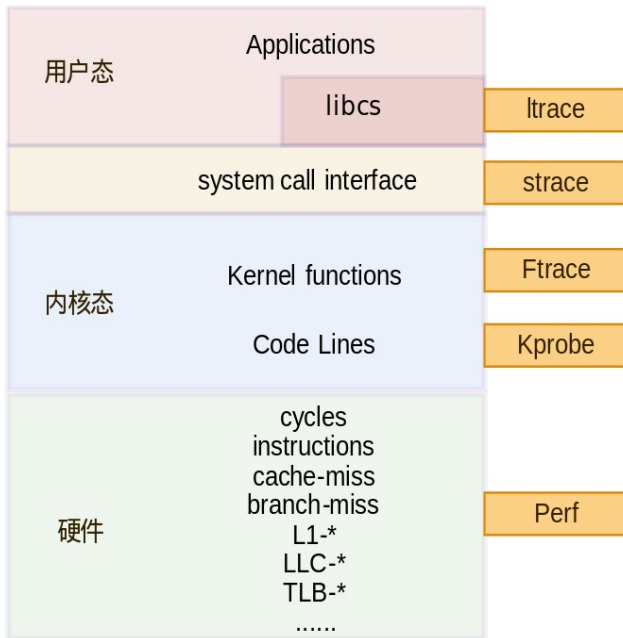 Applications
用户态
libcs
ltrace
system call interface
strace
Kernel functions
Ftrace
内核态
Code Lines
Kprobe
cycles
instructions
cache-miss
branch-miss
硬件
L1-*
LLC-*
TLB-*
......
Perf